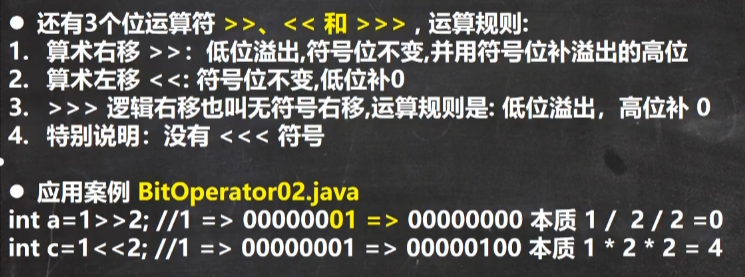 ● 还有3个位运算符 >>、<< 和 >>> , 运算规则:
1. 算术右移 >>：低位溢出,符号位不变,并用符号位补溢出的高位
2. 算术左移 <<: 符号位不变,低位补0
3. >>> 逻辑右移也叫无符号右移,运算规则是: 低位溢出，高位补 0
4. 特别说明：没有 <<< 符号
● 应用案例 BitOperator02.java
int a=1>>2; //1 => 00000001 => 00000000 本质 1 / 2 / 2 =0
int c=1<<2; //1 => 00000001 => 00000100 本质 1 * 2 * 2 = 4